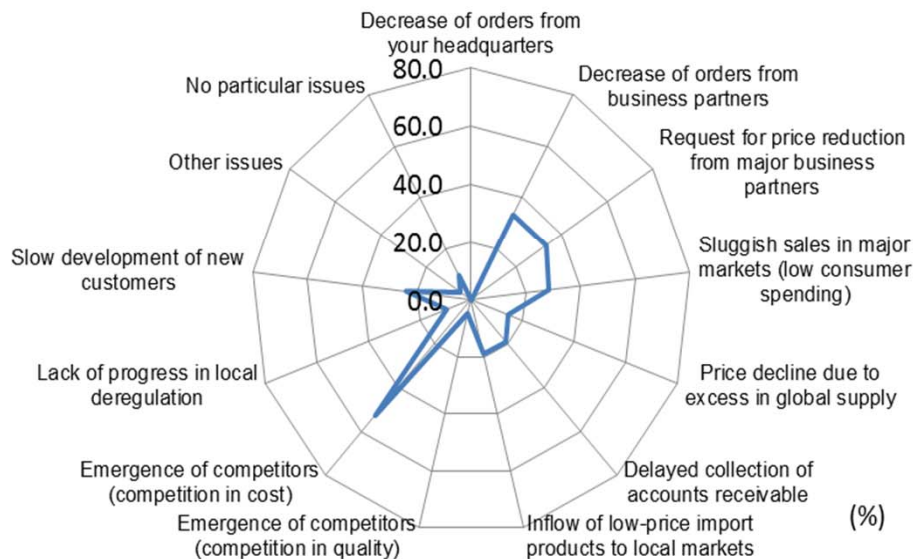 Decrease of orders from
your headquarters
Decrease of orders from
business partners
Request for price reduction
from major business
partners
Sluggish sales in major
markets (low consumer
spending)
Price decline due to
excess in global supply
Delayed collection of
accounts receivable
Inflow of low-price import
products to local markets
Emergence of competitors
(competition in quality)
Emergence of competitors
(competition in cost)
Lack of progress in local
deregulation
Slow development of new
customers
Other issues
No particular issues
80.0
60.0
40.0
20.0
0.0
(%)